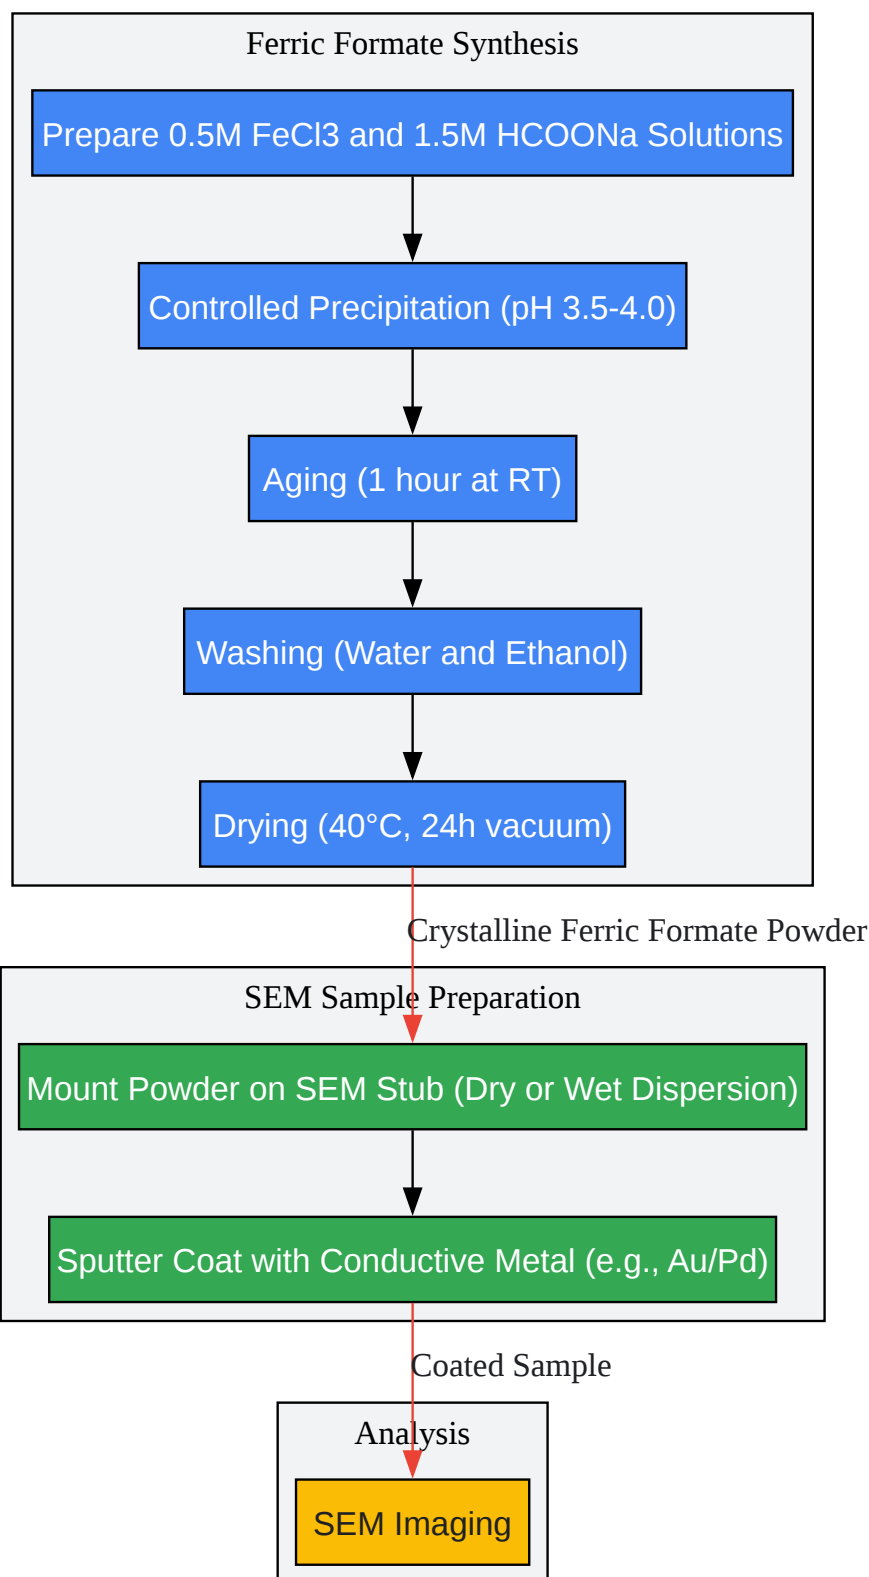 Ferric Formate Synthesis
Prepare 0.5M FeCl3 and 1.5M HCOONa Solutions
Controlled Precipitation (pH 3.5-4.0)
Aging (1 hour at RT)
Washing (Water and Ethanol)
Drying (40°C, 24h vacuum)
Crystalline Ferric Formate Powder
SEM Sample Preparation
Mount Powder on SEM Stub (Dry or Wet Dispersion)
Sputter Coat with Conductive Metal (e.g., Au/Pd)
Coated Sample
Analysis
SEM Imaging